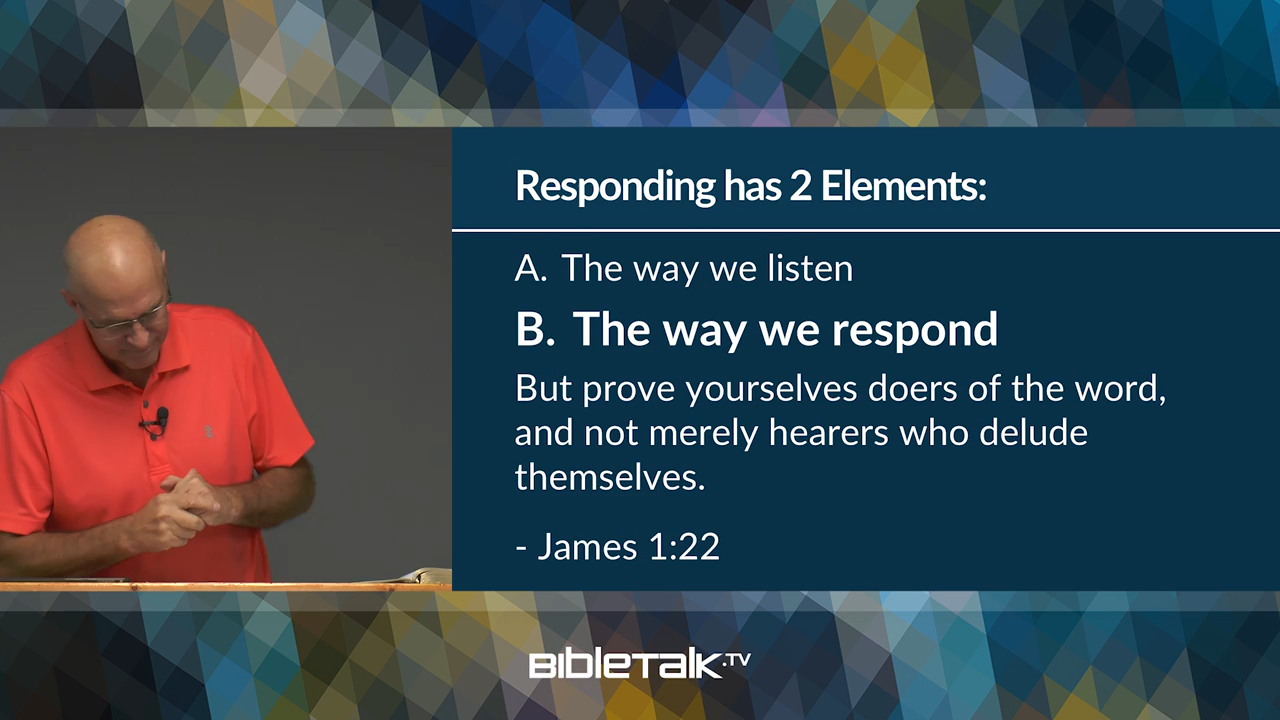 Responding has 2 Elements:
A. The way we listen
B. The way we respond
But prove yourselves doers of the word,
and not merely hearers who delude
themselves.
- James 1:22
BIBLETALK.TV